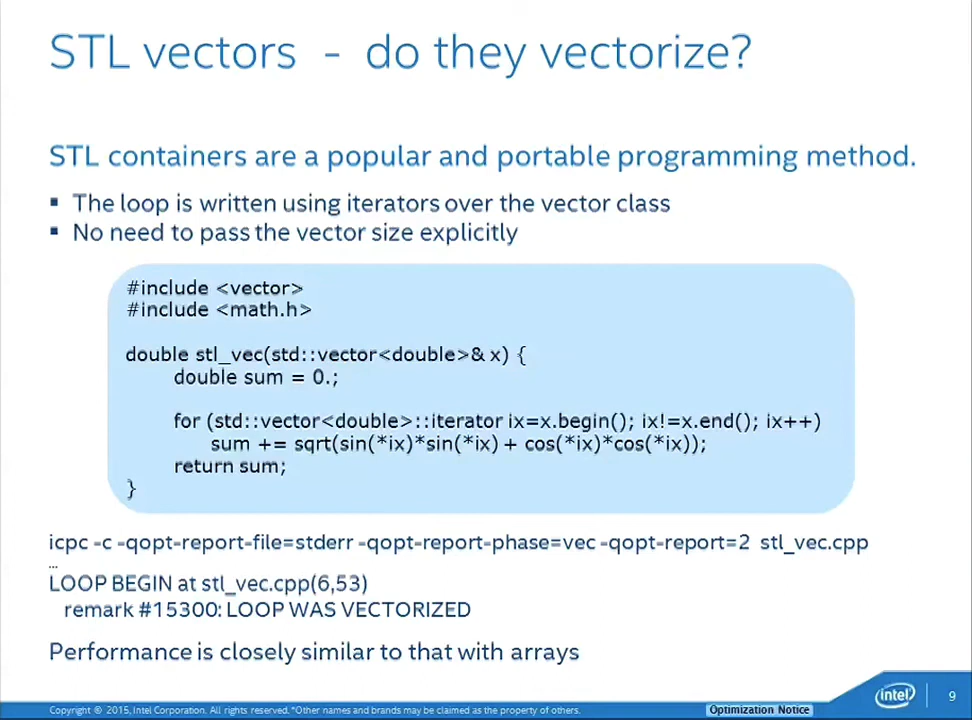 STL vectors - do they vectorize?
STL containers are a popular and portable programming method.
▪ The loop is written using iterators over the vector class
▪ No need to pass the vector size explicitly
#include <vector>
#include <math.h>
double stl_vec(std::vector<double>& x) {
double sum = 0.;
for (std::vector<double>::iterator ix=x.begin(); ix!=x.end(); ix++)
sum += sqrt(sin(*ix)*sin(*ix) + cos(*ix)*cos(*ix));
return sum;
}
icpc -c -qopt-report-file=stderr -qopt-report-phase=vec -qopt-report=2 stl_vec.cpp
...
LOOP BEGIN at stl_vec.cpp(6,53)
remark #15300: LOOP WAS VECTORIZED
Performance is closely similar to that with arrays
Copyright © 2015, Intel Corporation. All rights reserved. *Other names and brands may be claimed as the property of others.
Optimization Notice
intel
9